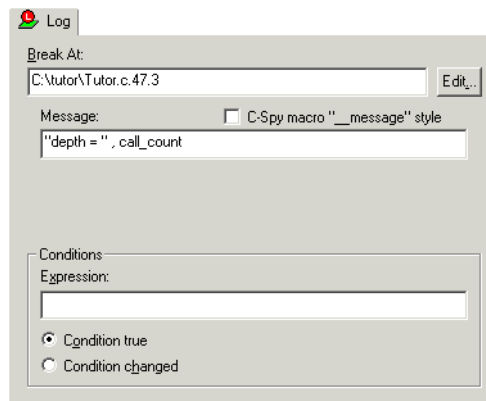 Log
Break At:
C:\tutor\Tutor.c.47.3
Edit...
Message:
C-Spy macro "__message" style
"depth = " , call_count
Conditions
Expression:
Condition true
Condition changed